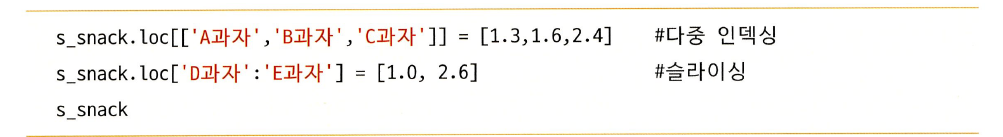 s_snack.loc[['A과자','B과자','C과자']] = [1.3,1.6,2.4] #다중 인덱싱
s_snack.loc['D과자':'E과자'] = [1.0, 2.6] #슬라이싱
s_snack